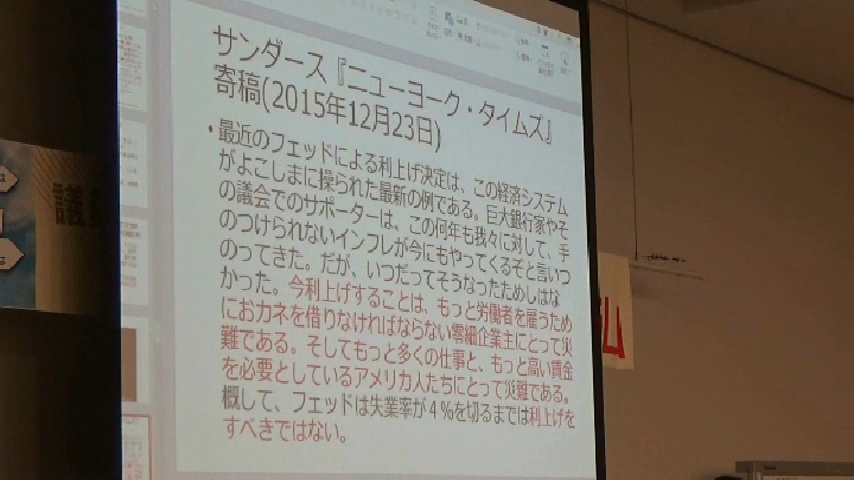 サンダース『ニューヨーク・タイムズ』
寄稿(2015年12月23日)
・最近のフェッドによる利上げ決定は、この経済システム
がよこしまに操られた最新の例である。巨大銀行家やそ
の議会でのサポーターは、この何年も我々に対して、手
のつけられないインフレが今にもやってくるぞと言いつ
のってきた。だが、いつだってそうなったためしはな
かった。今利上げすることは、もっと労働者を雇うため
におカネを借りなければならない零細企業主にとって災
難である。そしてもっと多くの仕事と、もっと高い賃金
を必要としているアメリカ人たちにとって災難である。
概して、フェッドは失業率が4%を切るまでは利上げを
すべきではない。
議